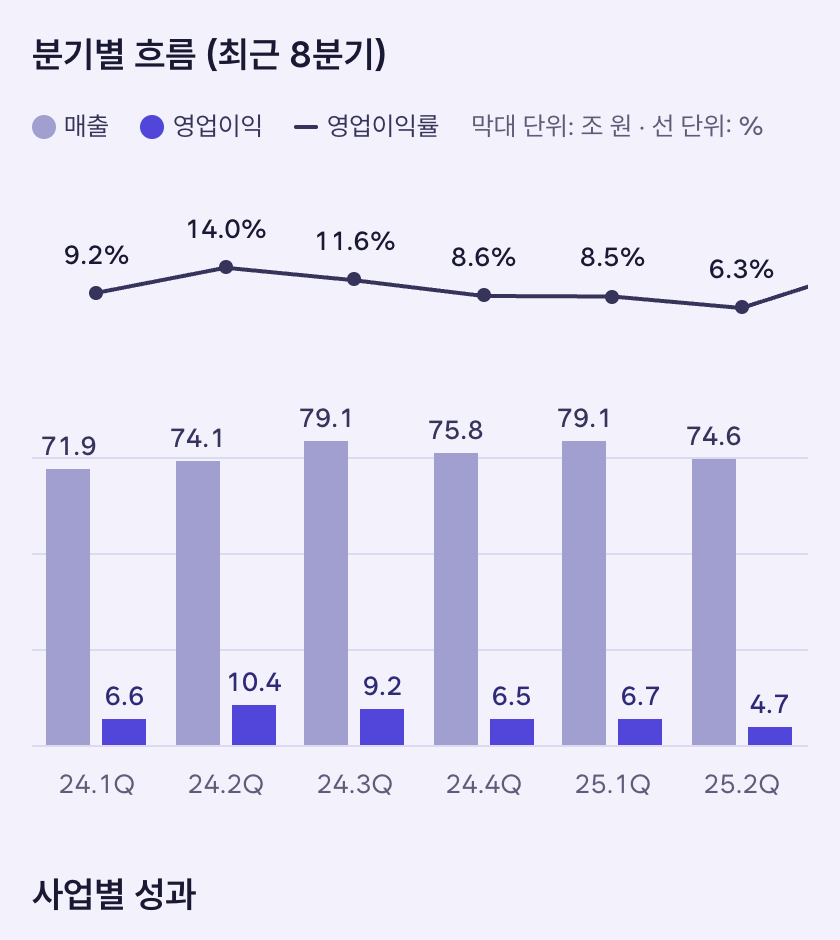 분기별 흐름 (최근 8분기)
매출 영업이익 영업이익률 막대 단위: 조 원 · 선 단위: %
9.2% 14.0% 11.6% 8.6% 8.5% 6.3%
71.9 74.1 79.1 75.8 79.1 74.6
6.6 10.4 9.2 6.5 6.7 4.7
24.1Q 24.2Q 24.3Q 24.4Q 25.1Q 25.2Q
사업별 성과